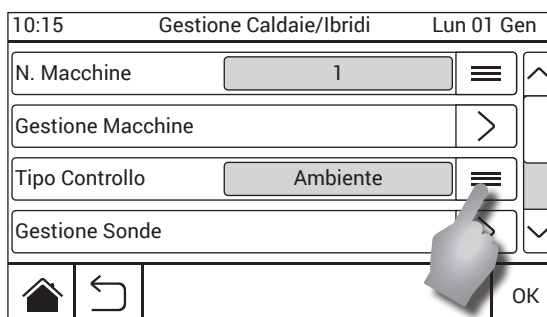 10:15 Gestione Caldaie/Ibridi Lun 01 Gen
N. Macchine 1
Gestione Macchine
Tipo Controllo Ambiente
Gestione Sonde
OK